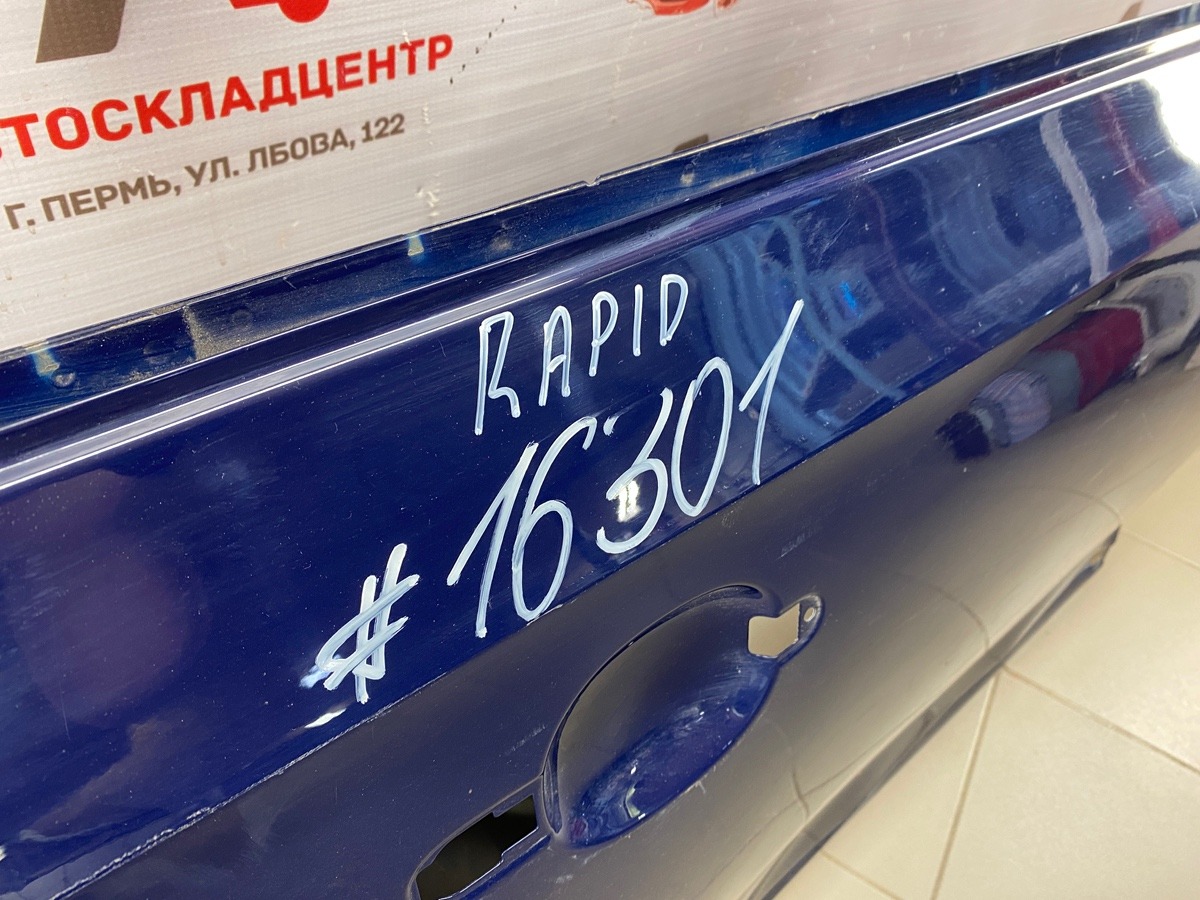 ТОСКЛАДЦЕНТР
Г. ПЕРМЬ, УЛ. ЛБОВА, 122
RAPID
#16301